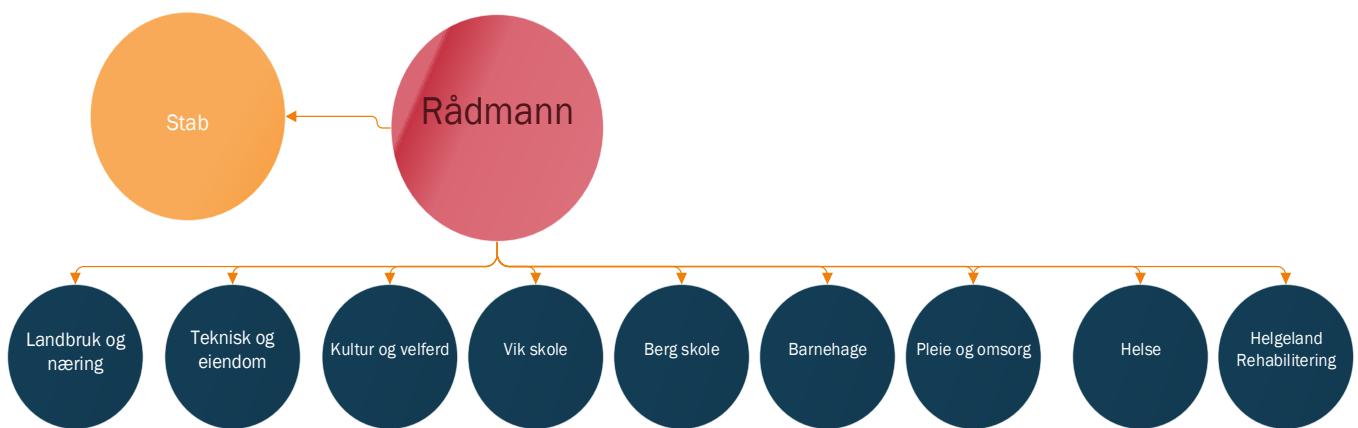 Stab
Rådmann
Landbruk og
næring
Teknisk og
eiendom
Kultur og velferd
Vik skole
Berg skole
Barnehage
Pleie og omsorg
Helse
Helgeland
Rehabilitering